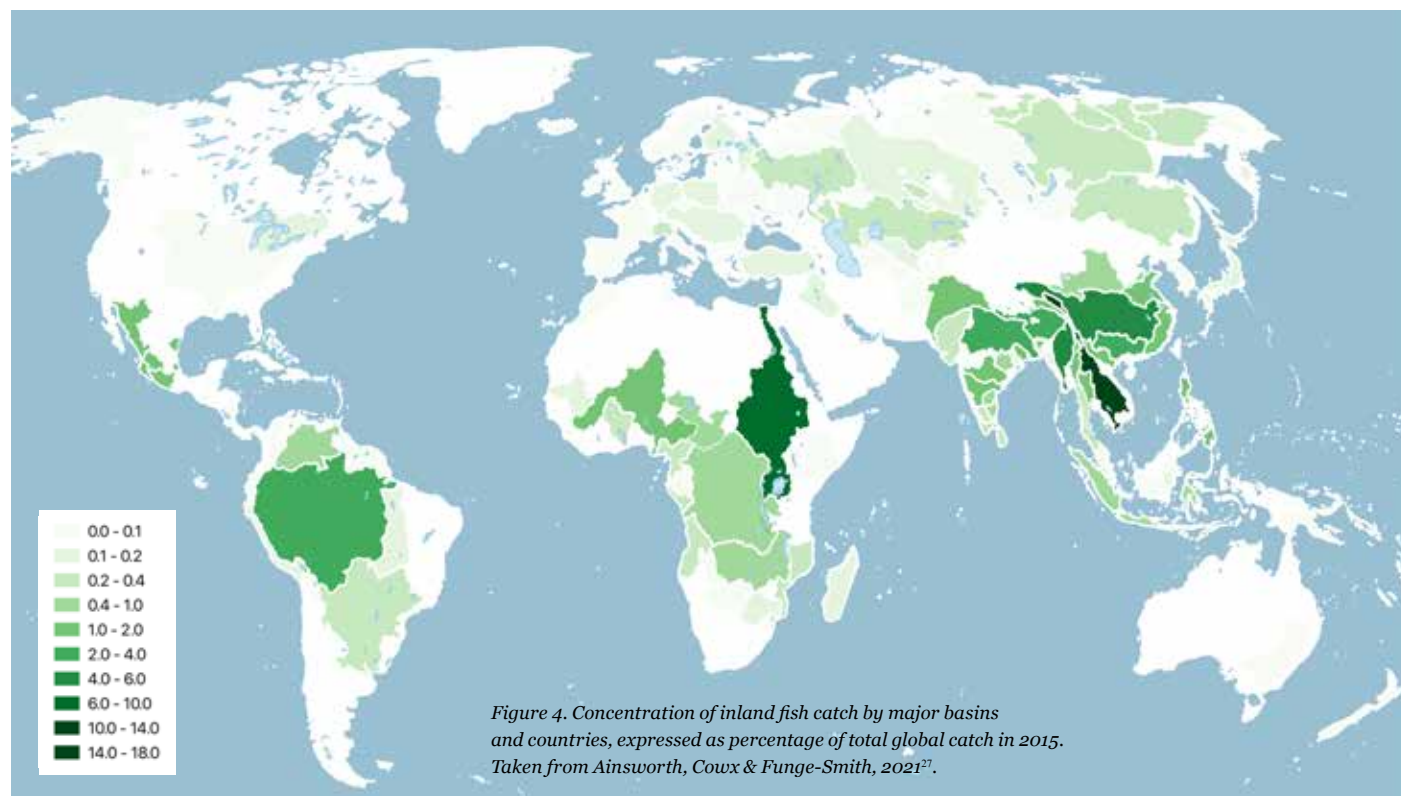 0.0 - 0.1
0.1 - 0.2
0.2 - 0.4
0.4 - 1.0
1.0 - 2.0
2.0 - 4.0
4.0 - 6.0
6.0 - 10.0
10.0 - 14.0
14.0 - 18.0
Figure 4. Concentration of inland fish catch by major basins
and countries, expressed as percentage of total global catch in 2015.
Taken from Ainsworth, Cowx & Funge-Smith, 2021²⁷.